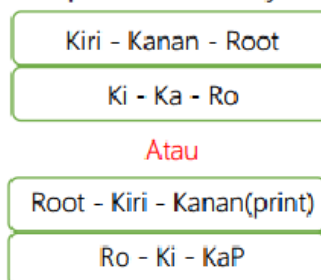 Kiri - Kanan - Root
Ki - Ka - Ro
Atau
Root - Kiri - Kanan(print)
Ro - Ki - KaP